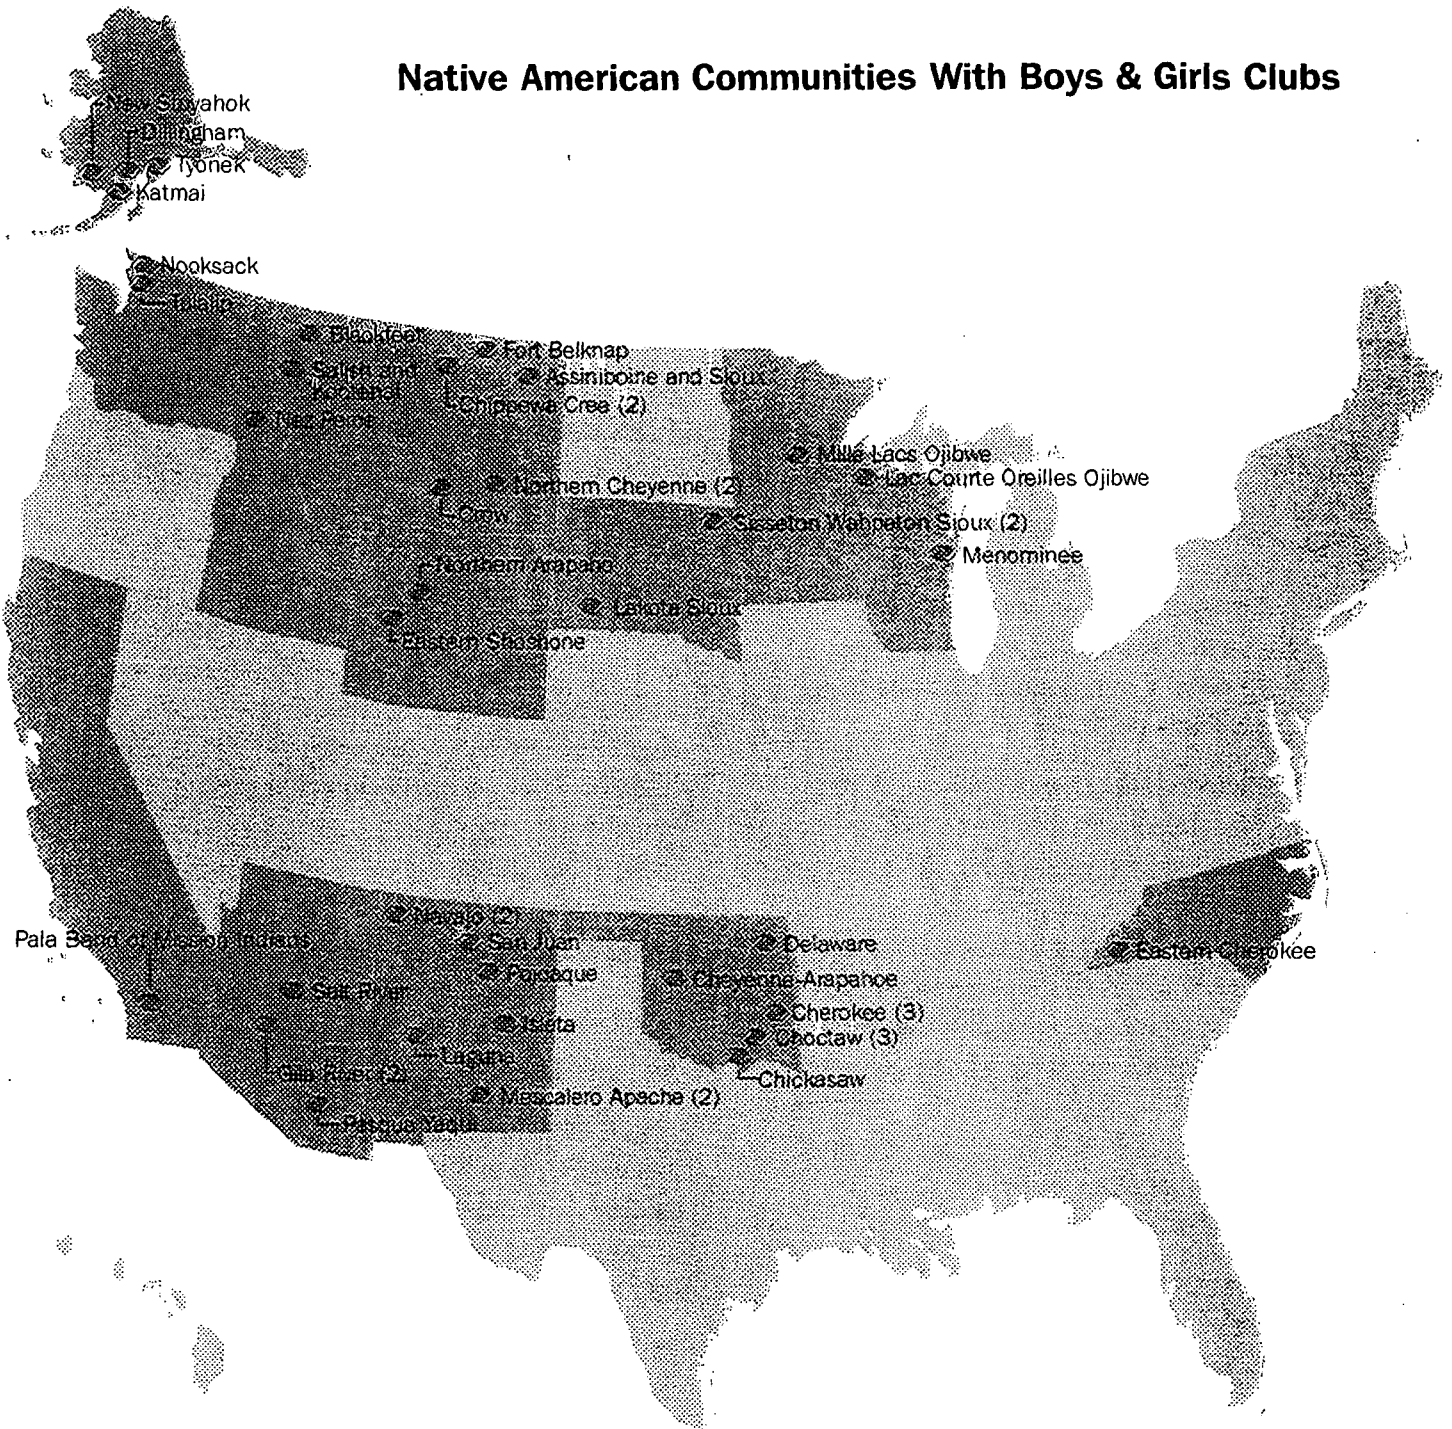 Native American Communities With Boys & Girls Clubs
New Stuyahok
Dillingham
Tyonek
Katmai
Nooksack
Tulalip
Blackfeet
Fort Belknap
Salish and
Kootenai
Assiniboine and Sioux
Chippewa Cree (2)
Nez Perce
Mille Lacs Ojibwe
Lac Courte Oreilles Ojibwe
Northern Cheyenne (2)
Crow
Sisseton Wahpeton Sioux (2)
Menominee
Northern Arapaho
Lakota Sioux
Eastern Shoshone
Navajo (2)
Pala Band of Mission Indians
San Juan
Delaware
Eastern Cherokee
Pojoaque
Cheyenne-Arapahoe
Salt River
Cherokee (3)
Isleta
Choctaw (3)
Laguna
Gila River (2)
Chickasaw
Mescalero Apache (2)
Pasqua Yaqui